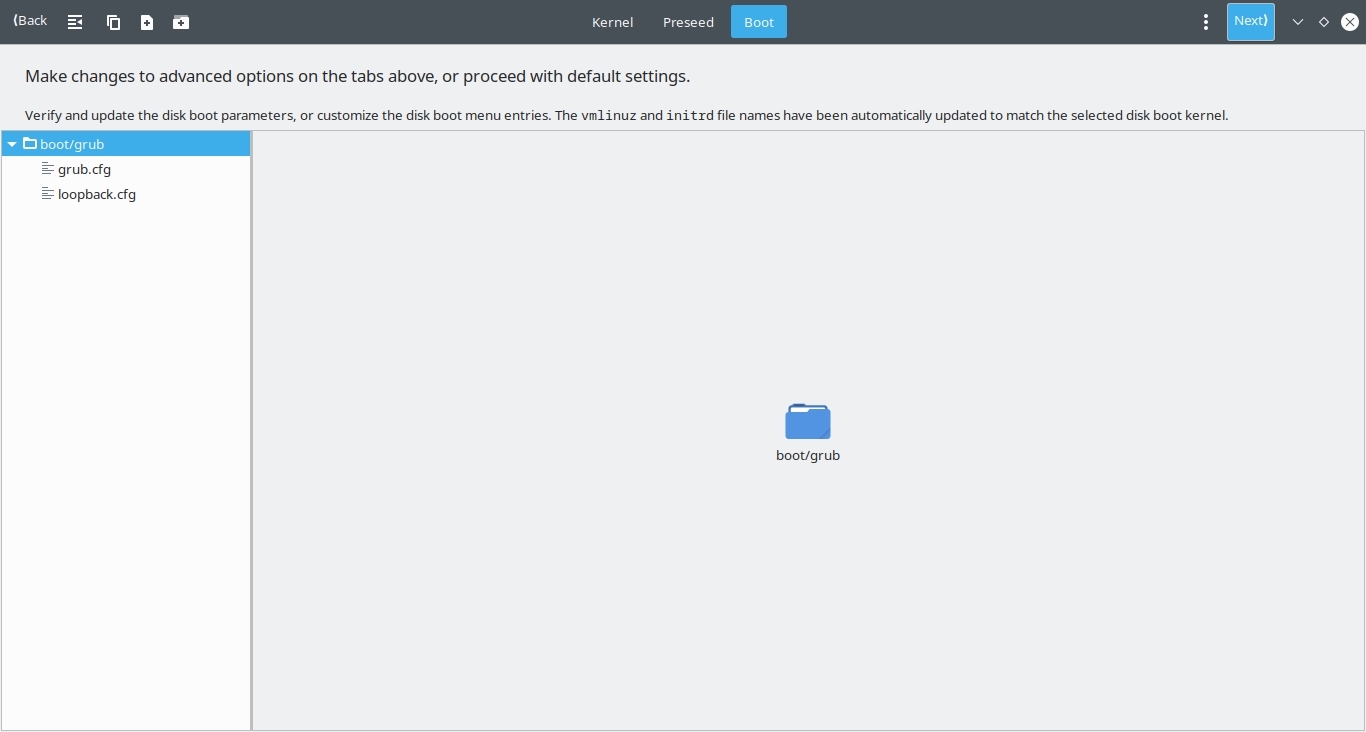 ⟨Back
Kernel
Preseed
Boot
Next⟩
Make changes to advanced options on the tabs above, or proceed with default settings.
Verify and update the disk boot parameters, or customize the disk boot menu entries. The vmlinuz and initrd file names have been automatically updated to match the selected disk boot kernel.
boot/grub
grub.cfg
loopback.cfg
boot/grub